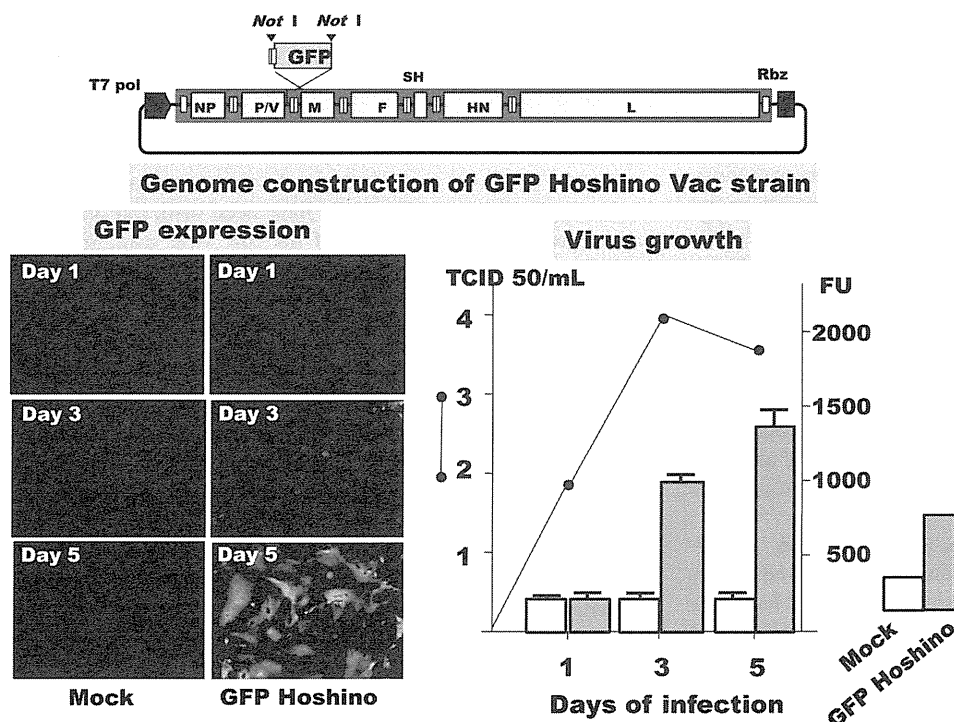 Not I Not I
GFP
T7 pol
SH
Rbz
NP P/V M F HN L
Genome construction of GFP Hoshino Vac strain
GFP expression
Day 1 Day 1
Day 3 Day 3
Day 5 Day 5
Mock GFP Hoshino
Virus growth
TCID 50/mL FU
4
3
2
1
2000
1500
1000
500
1 3 5
Days of infection
Mock
GFP Hoshino